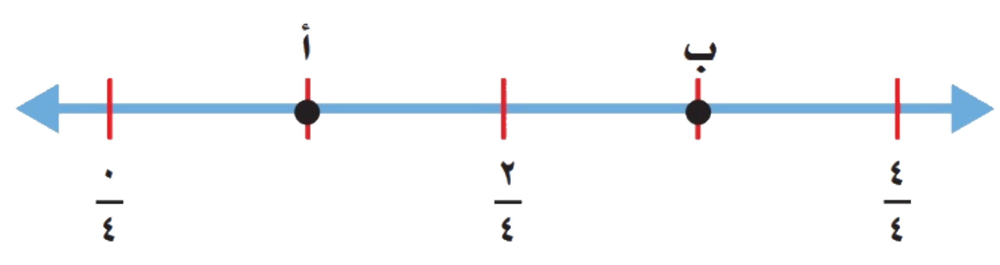 أ ب
٠ ٢ ٤
٤ ٤ ٤